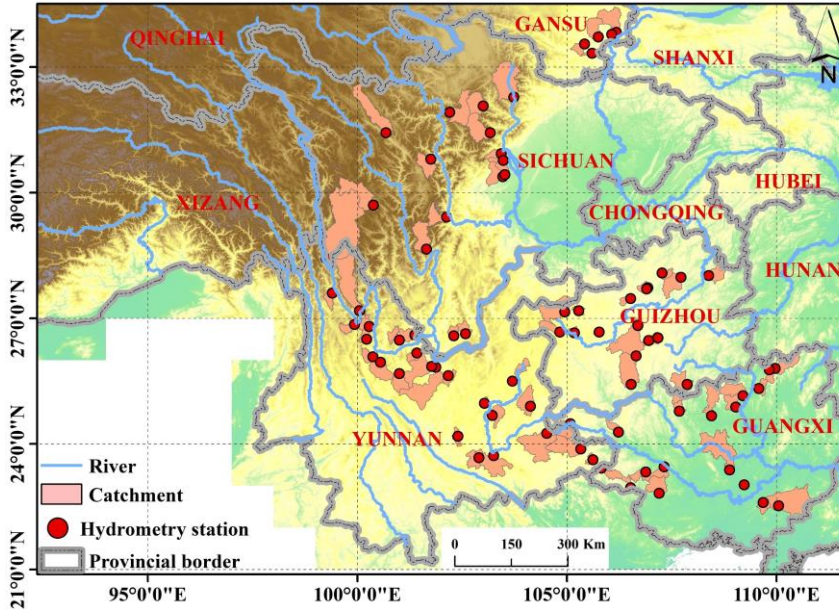 GANSU
QINGHAI
SHANXI
N
33°0'0"N
SICHUAN
HUBEI
30°0'0"N
XIZANG
CHONGQING
HUNAN
27°0'0"N
GUIZHOU
YUNNAN
GUANGXI
24°0'0"N
River
Catchment
Hydrometry station
Provincial border
0 150 300 Km
21°0'0"N
95°0'0"E 100°0'0"E 105°0'0"E 110°0'0"E